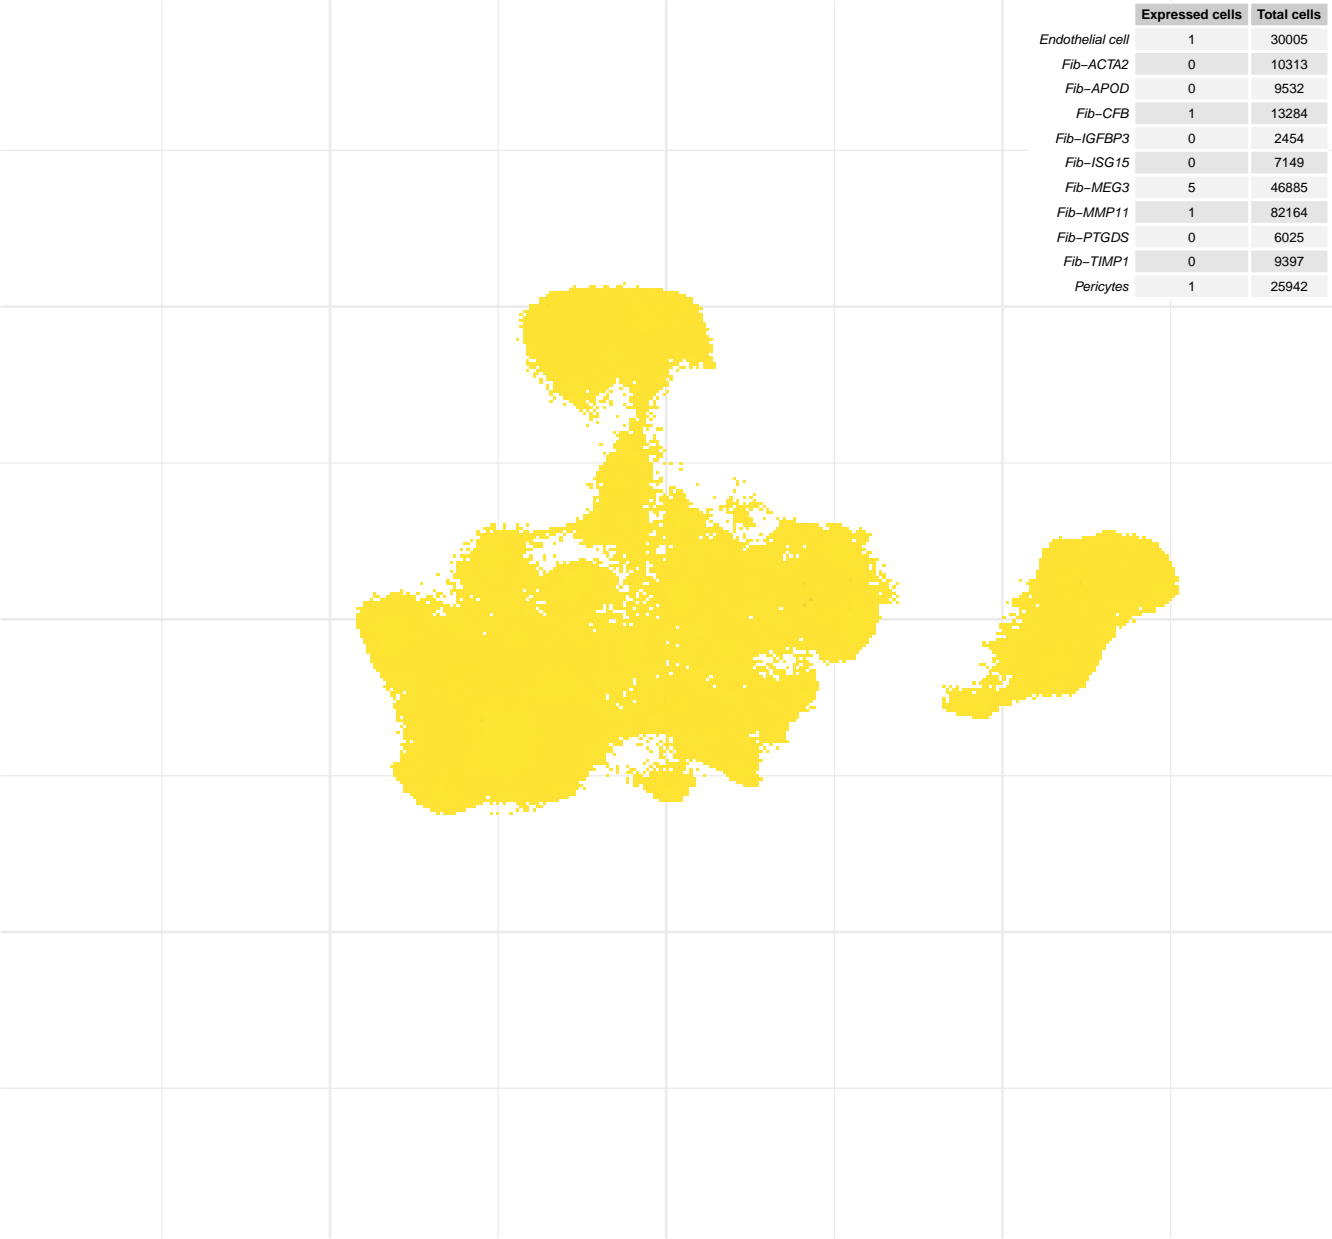 Expressed cells Total cells
Endothelial cell 1 30005
Fib−ACTA2 0 10313
Fib−APOD 0 9532
Fib−CFB 1 13284
Fib−IGFBP3 0 2454
Fib−ISG15 0 7149
Fib−MEG3 5 46885
Fib−MMP11 1 82164
Fib−PTGDS 0 6025
Fib−TIMP1 0 9397
Pericytes 1 25942